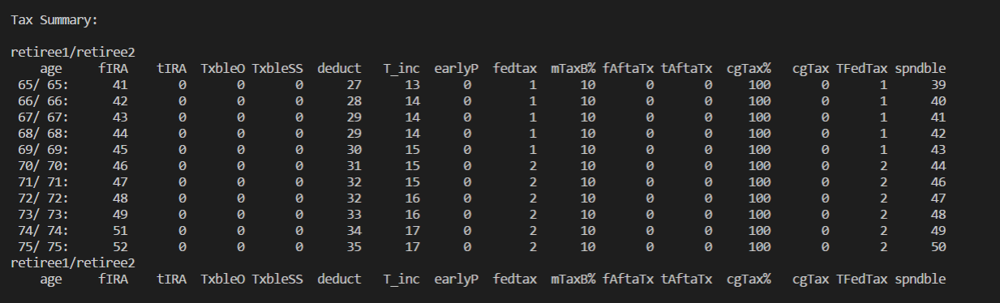 Tax Summary:
retiree1/retiree2
age fIRA tIRA TxbleO TxbleSS deduct T_inc earlyP fedtax mTaxB% fAftaTx tAftaTx cgTax% cgTax TFedTax spndble
65/ 65: 41 0 0 0 27 13 0 1 10 0 0 100 0 1 39
66/ 66: 42 0 0 0 28 14 0 1 10 0 0 100 0 1 40
67/ 67: 43 0 0 0 29 14 0 1 10 0 0 100 0 1 41
68/ 68: 44 0 0 0 29 14 0 1 10 0 0 100 0 1 42
69/ 69: 45 0 0 0 30 15 0 1 10 0 0 100 0 1 43
70/ 70: 46 0 0 0 31 15 0 2 10 0 0 100 0 2 44
71/ 71: 47 0 0 0 32 15 0 2 10 0 0 100 0 2 46
72/ 72: 48 0 0 0 32 16 0 2 10 0 0 100 0 2 47
73/ 73: 49 0 0 0 33 16 0 2 10 0 0 100 0 2 48
74/ 74: 51 0 0 0 34 17 0 2 10 0 0 100 0 2 49
75/ 75: 52 0 0 0 35 17 0 2 10 0 0 100 0 2 50
retiree1/retiree2
age fIRA tIRA TxbleO TxbleSS deduct T_inc earlyP fedtax mTaxB% fAftaTx tAftaTx cgTax% cgTax TFedTax spndble